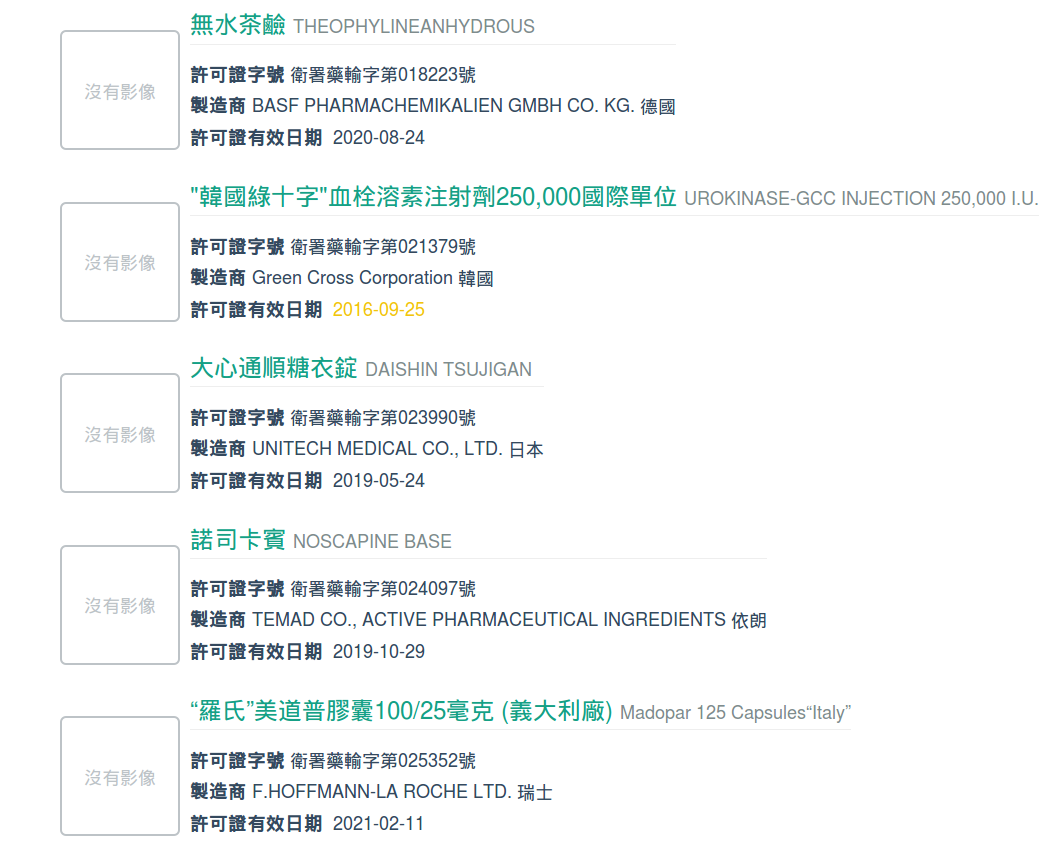 無水茶鹼 THEOPHYLINEANHYDROUS
沒有影像
許可證字號 衛署藥輸字第018223號
製造商 BASF PHARMACHEMIKALIEN GMBH CO. KG. 德國
許可證有效日期 2020-08-24
"韓國綠十字"血栓溶素注射劑250,000國際單位 UROKINASE-GCC INJECTION 250,000 I.U.
沒有影像
許可證字號 衛署藥輸字第021379號
製造商 Green Cross Corporation 韓國
許可證有效日期 2016-09-25
大心通順糖衣錠 DAISHIN TSUJIGAN
沒有影像
許可證字號 衛署藥輸字第023990號
製造商 UNITECH MEDICAL CO., LTD. 日本
許可證有效日期 2019-05-24
諾司卡賓 NOSCAPINE BASE
沒有影像
許可證字號 衛署藥輸字第024097號
製造商 TEMAD CO., ACTIVE PHARMACEUTICAL INGREDIENTS 依朗
許可證有效日期 2019-10-29
“羅氏”美道普膠囊100/25毫克 (義大利廠) Madopar 125 Capsules“Italy”
沒有影像
許可證字號 衛署藥輸字第025352號
製造商 F.HOFFMANN-LA ROCHE LTD. 瑞士
許可證有效日期 2021-02-11